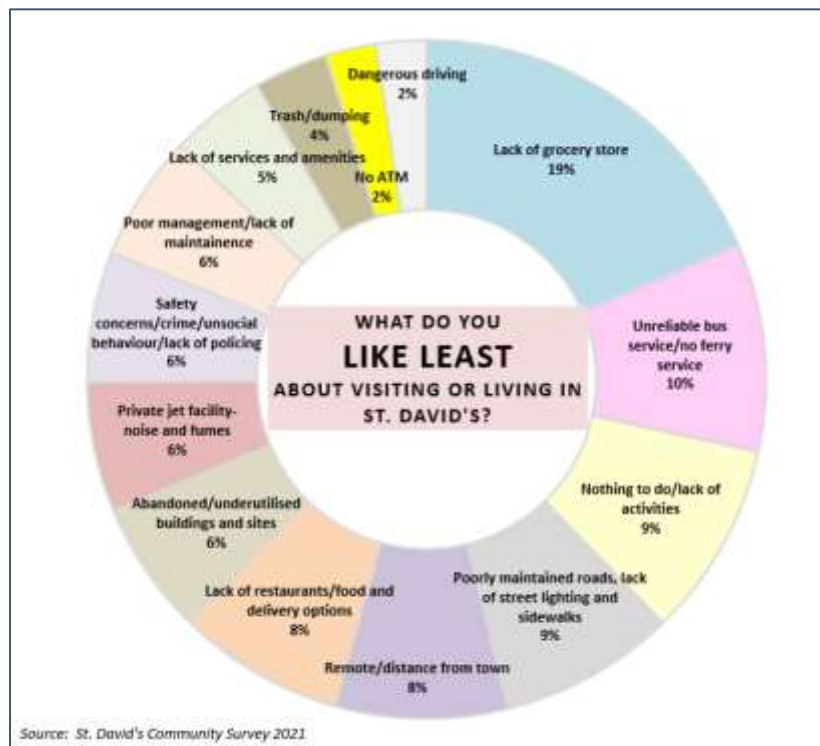 Dangerous driving
2%
Lack of grocery store
19%
Unreliable bus
service/no ferry
service
10%
Nothing to do/lack of
activities
9%
Poorly maintained roads, lack
of street lighting and
sidewalks
9%
Remote/distance from town
8%
Lack of restaurants/food and
delivery options
8%
Abandoned/underutilised
buildings and sites
6%
Private jet facility-
noise and fumes
6%
Safety
concerns/crime/unsocial
behaviour/lack of policing
6%
Poor management/lack of
maintainence
6%
Lack of services and amenities
5%
Trash/dumping
4%
No ATM
2%
WHAT DO YOU
LIKE LEAST
ABOUT VISITING OR LIVING IN
ST. DAVID'S?
Source: St. David's Community Survey 2021